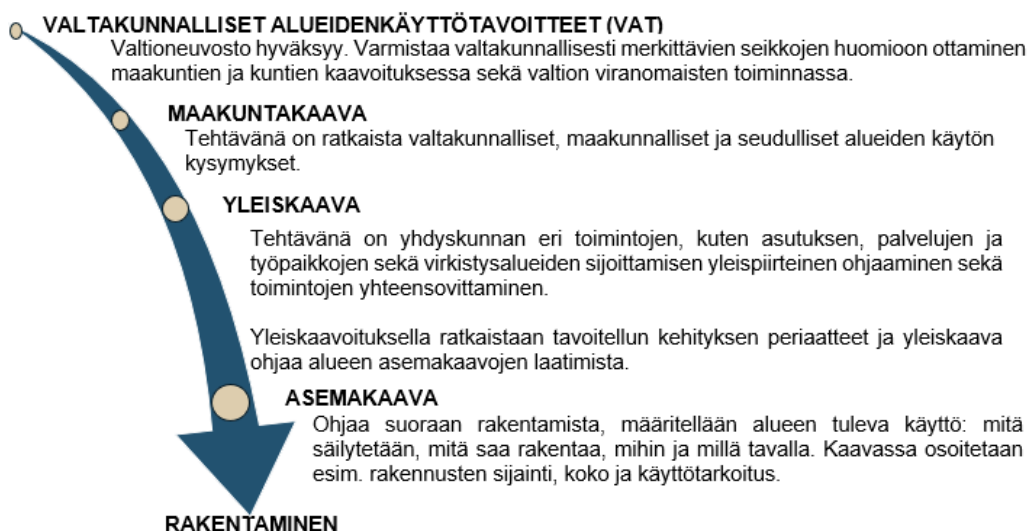 VALTAKUNNALLISET ALUEIDENKÄYTTÖTAVOITTEET (VAT)
Valtioneuvosto hyväksyy. Varmistaa valtakunnallisesti merkittävien seikkojen huomioon ottaminen
maakuntien ja kuntien kaavoituksessa sekä valtion viranomaisten toiminnassa.
MAAKUNTAKAAVA
Tehtävänä on ratkaista valtakunnalliset, maakunnalliset ja seudulliset alueiden käytön
kysymykset.
YLEISKAAVA
Tehtävänä on yhdyskunnan eri toimintojen, kuten asutuksen, palvelujen ja
työpaikkojen sekä virkistysalueiden sijoittamisen yleispiirteinen ohjaaminen sekä
toimintojen yhteensovittaminen.
Yleiskaavoituksella ratkaistaan tavoitellun kehityksen periaatteet ja yleiskaava
ohjaa alueen asemakaavojen laatimista.
ASEMAKAAVA
Ohjaa suoraan rakentamista, määritellään alueen tuleva käyttö: mitä
säilytetään, mitä saa rakentaa, mihin ja millä tavalla. Kaavassa osoitetaan
esim. rakennusten sijainti, koko ja käyttötarkoitus.
RAKENTAMINEN